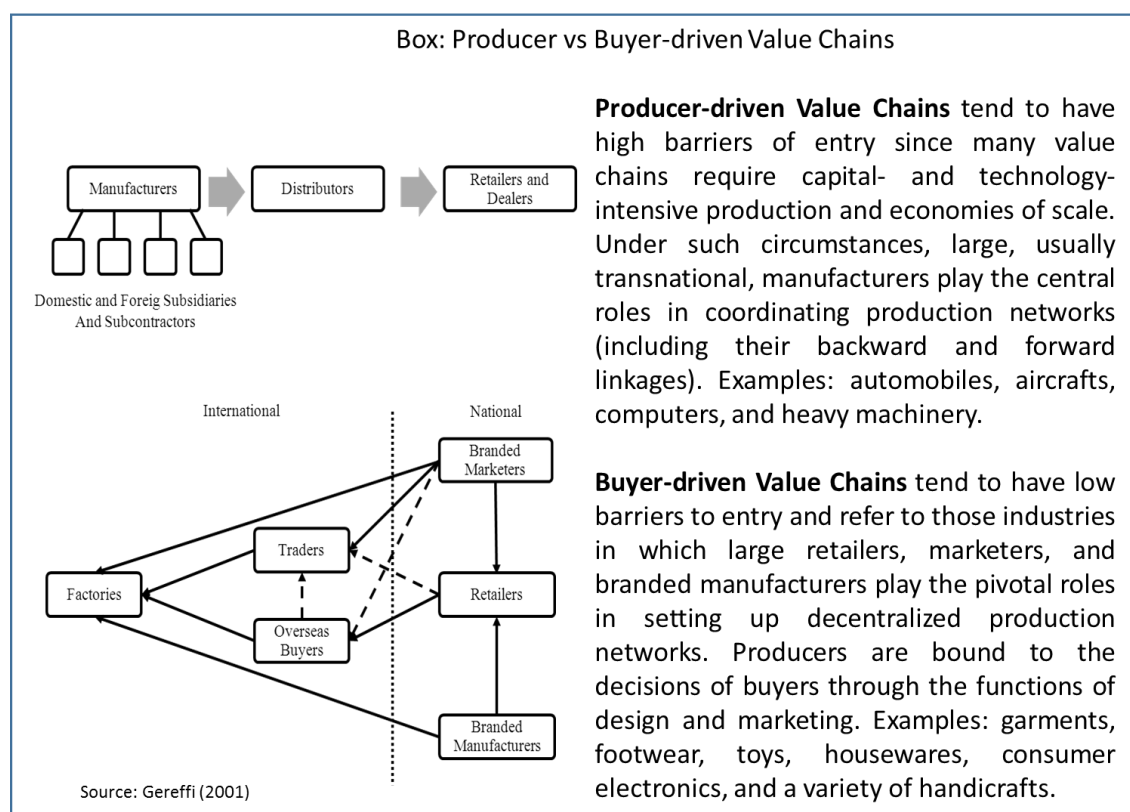 Box: Producer vs Buyer-driven Value Chains
Manufacturers
Distributors
Retailers and
Dealers
Domestic and Foreig Subsidiaries
And Subcontractors
Producer-driven Value Chains tend to have
high barriers of entry since many value
chains require capital- and technology-
intensive production and economies of scale.
Under such circumstances, large, usually
transnational, manufacturers play the central
roles in coordinating production networks
(including their backward and forward
linkages). Examples: automobiles, aircrafts,
computers, and heavy machinery.
International
National
Branded
Marketers
Traders
Factories
Retailers
Overseas
Buyers
Branded
Manufacturers
Buyer-driven Value Chains tend to have low
barriers to entry and refer to those industries
in which large retailers, marketers, and
branded manufacturers play the pivotal roles
in setting up decentralized production
networks. Producers are bound to the
decisions of buyers through the functions of
design and marketing. Examples: garments,
footwear, toys, housewares, consumer
electronics, and a variety of handicrafts.
Source: Gereffi (2001)